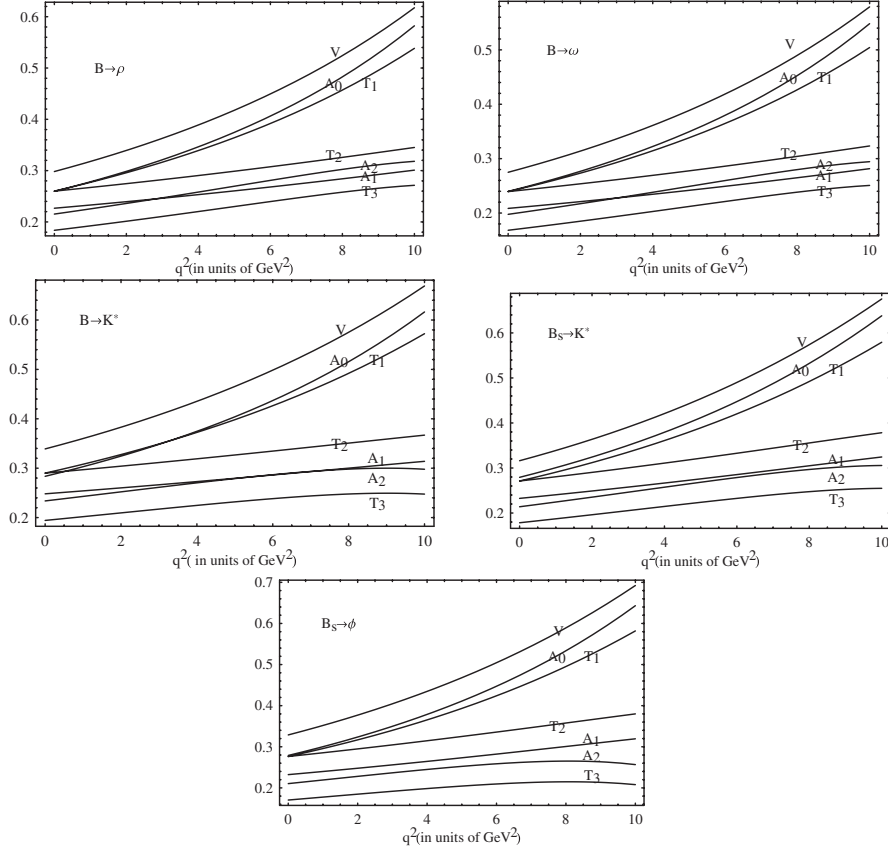 B→ρ
V
A0
T1
T2
A2
A1
T3
0.6
0.5
0.4
0.3
0.2
0 2 4 6 8 10
q²(in units of GeV²)
B→ω
V
A0
T1
T2
A2
A1
T3
0.5
0.4
0.3
0.2
0 2 4 6 8 10
q²(in units of GeV²)
B→K*
V
A0
T1
T2
A1
A2
T3
0.6
0.5
0.4
0.3
0.2
0 2 4 6 8 10
q²( in units of GeV²)
Bs→K*
V
A0
T1
T2
A1
A2
T3
0.6
0.5
0.4
0.3
0.2
0 2 4 6 8 10
q²(in units of GeV²)
Bs→ϕ
V
A0
T1
T2
A1
A2
T3
0.7
0.6
0.5
0.4
0.3
0.2
0 2 4 6 8 10
q²(in units of GeV²)